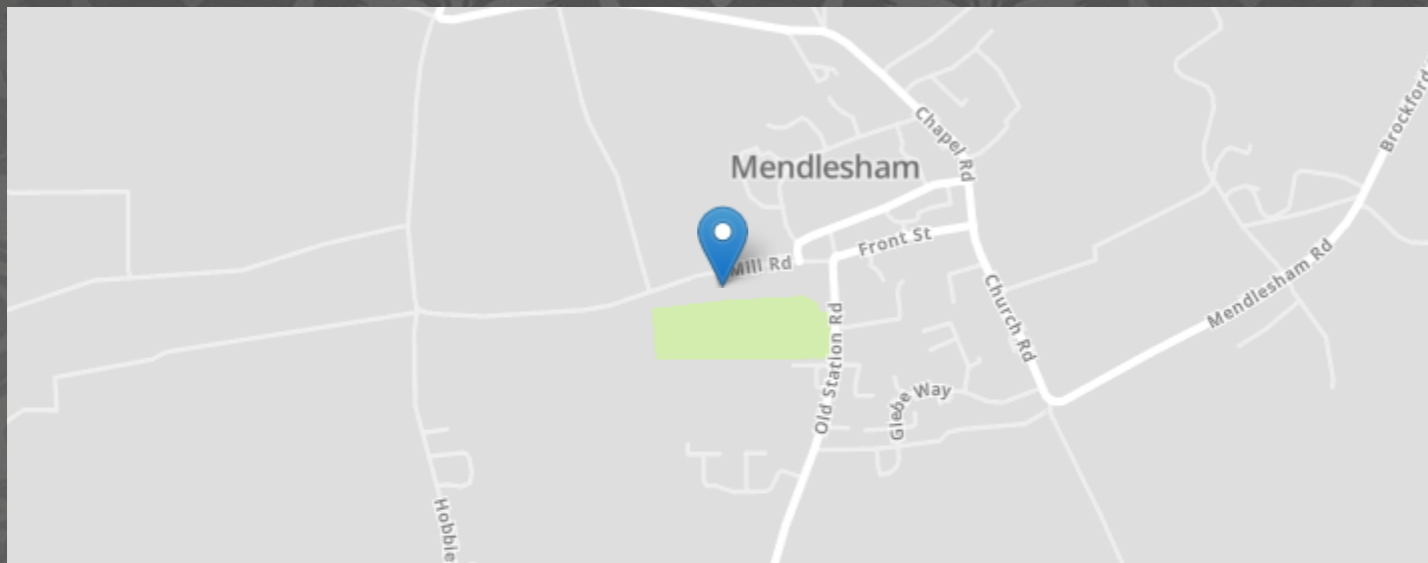 Brockford
Chapel Rd
Mendlesham
Front St
Mill Rd
Church Rd
Mendlesham Rd
Old Station Rd
Glebe Way
Hobbie